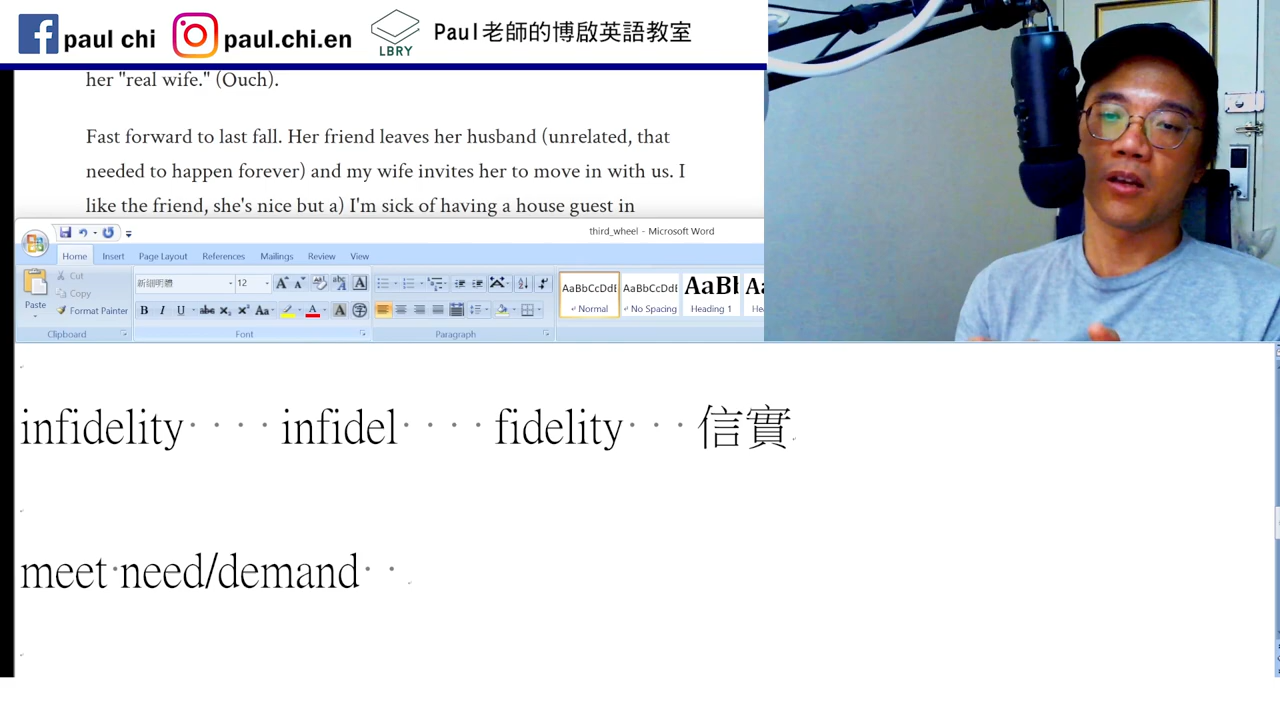 paul chi paul.chi.en LBRY Paul老師的博啟英語教室
her "real wife." (Ouch).
Fast forward to last fall. Her friend leaves her husband (unrelated, that
needed to happen forever) and my wife invites her to move in with us. I
like the friend, she's nice but a) I'm sick of having a house guest in
third_wheel - Microsoft Word
Home Insert Page Layout References Mailings Review View
Paste Cut Copy Format Painter
新細明體 12
AaBbCcDdE AaBbCcDdE AaBb
Normal No Spacing Heading 1
Clipboard Font Paragraph
infidelity infidel fidelity 信實
meet need/demand